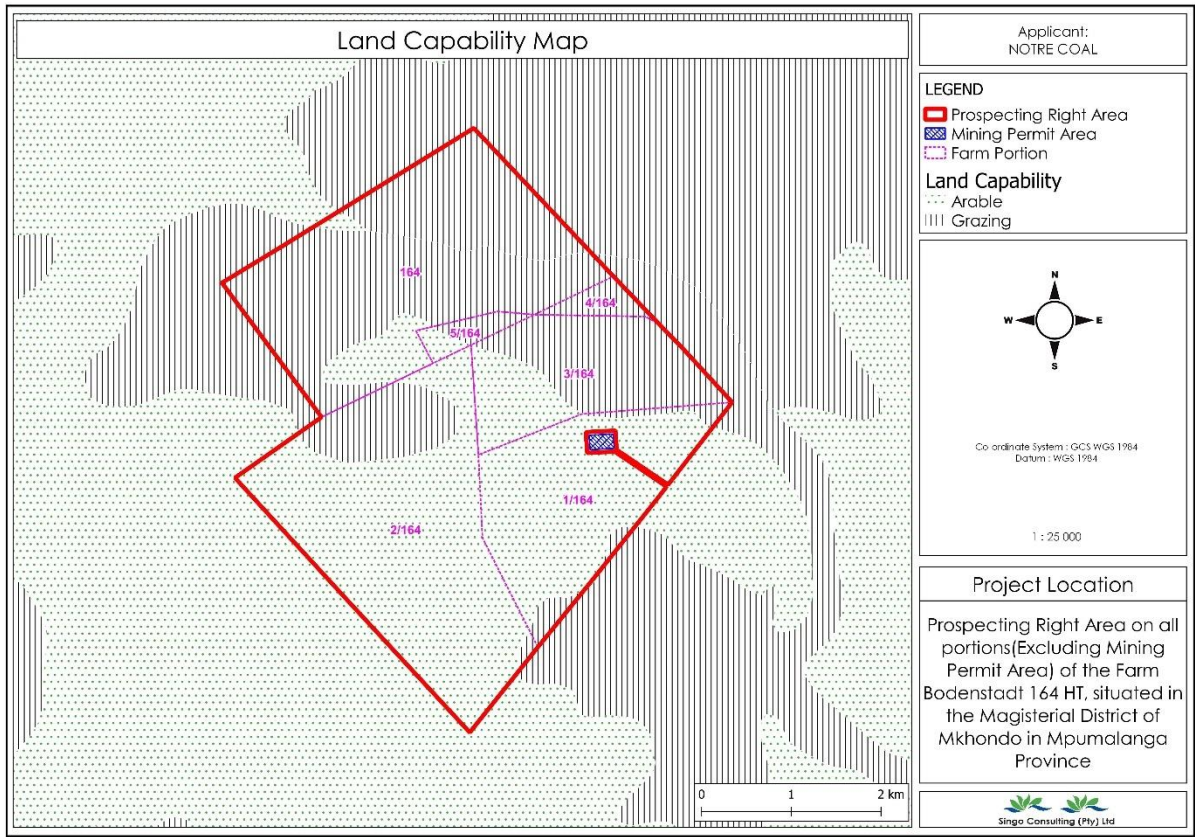 Land Capability Map
Applicant:
NOTRE COAL
LEGEND
Prospecting Right Area
Mining Permit Area
Farm Portion
Land Capability
Arable
Grazing
164
4/164
5/164
3/164
1/164
2/164
N
W E
S
Co ordinate System : GCS WGS 1984
Datum : WGS 1984
1 : 25 000
Project Location
Prospecting Right Area on all
portions(Excluding Mining
Permit Area) of the Farm
Bodenstadt 164 HT, situated in
the Magisterial District of
Mkhondo in Mpumalanga
Province
0 1 2 km
Singo Consulting (Pty) Ltd